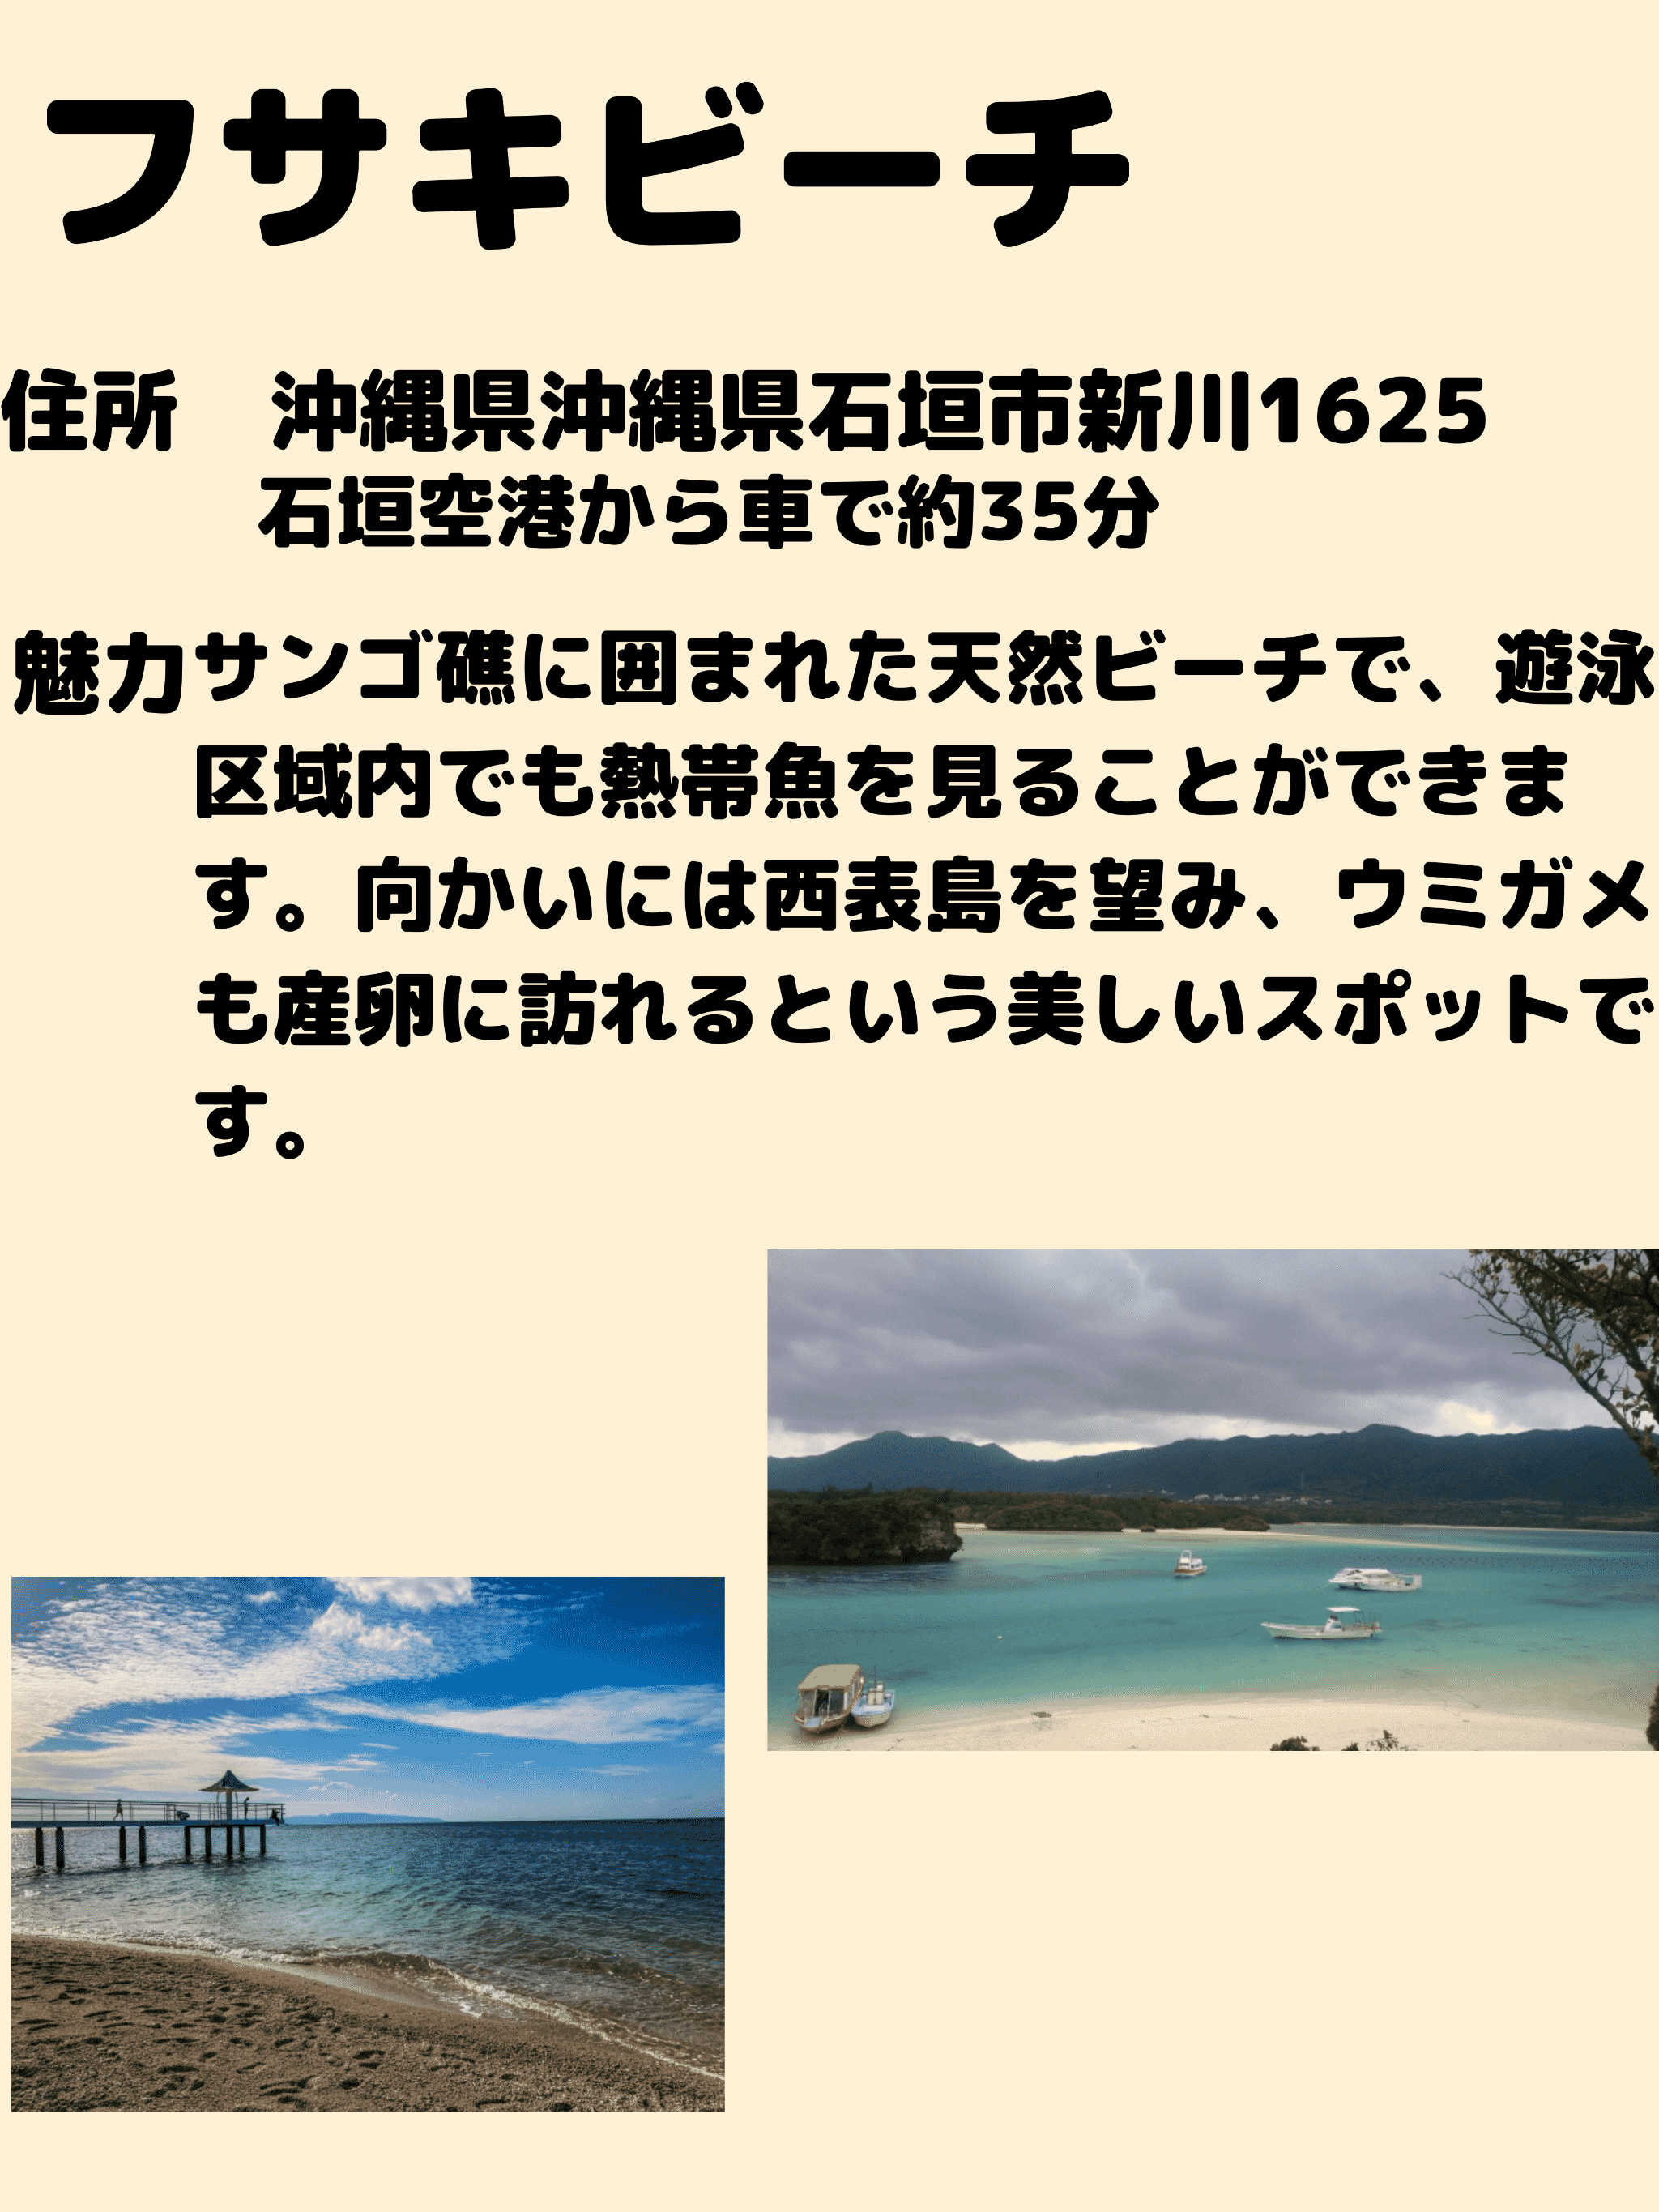 フサキビーチ
住所　沖縄県沖縄県石垣市新川1625
石垣空港から車で約35分
魅力サンゴ礁に囲まれた天然ビーチで、遊泳
区域内でも熱帯魚を見ることができま
す。向かいには西表島を望み、ウミガメ
も産卵に訪れるという美しいスポットで
す。